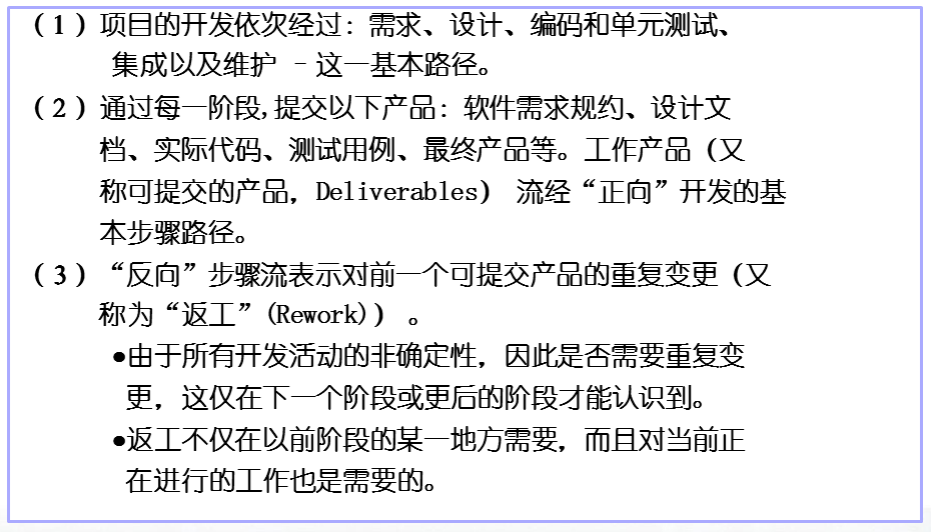 （1）项目的开发依次经过：需求、设计、编码和单元测试、
集成以及维护 －这一基本路径。
（2）通过每一阶段,提交以下产品：软件需求规约、设计文
档、实际代码、测试用例、最终产品等。工作产品（又
称可提交的产品，Deliverables） 流经“正向”开发的基
本步骤路径。
（3）“反向”步骤流表示对前一个可提交产品的重复变更（又
称为“返工”(Rework)） 。
●由于所有开发活动的非确定性，因此是否需要重复变
更，这仅在下一个阶段或更后的阶段才能认识到。
●返工不仅在以前阶段的某一地方需要，而且对当前正
在进行的工作也是需要的。